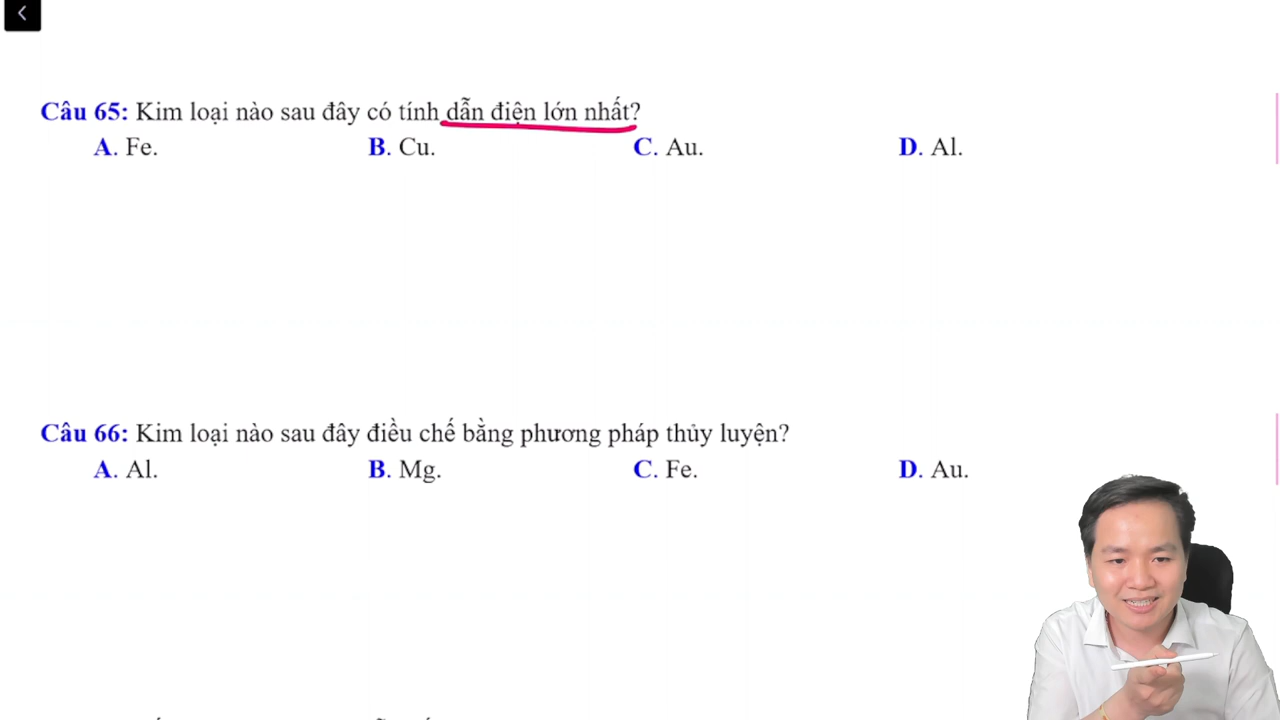 Câu 65: Kim loại nào sau đây có tính dẫn điện lớn nhất?
A. Fe. B. Cu. C. Au. D. Al.
Câu 66: Kim loại nào sau đây điều chế bằng phương pháp thủy luyện?
A. Al. B. Mg. C. Fe. D. Au.